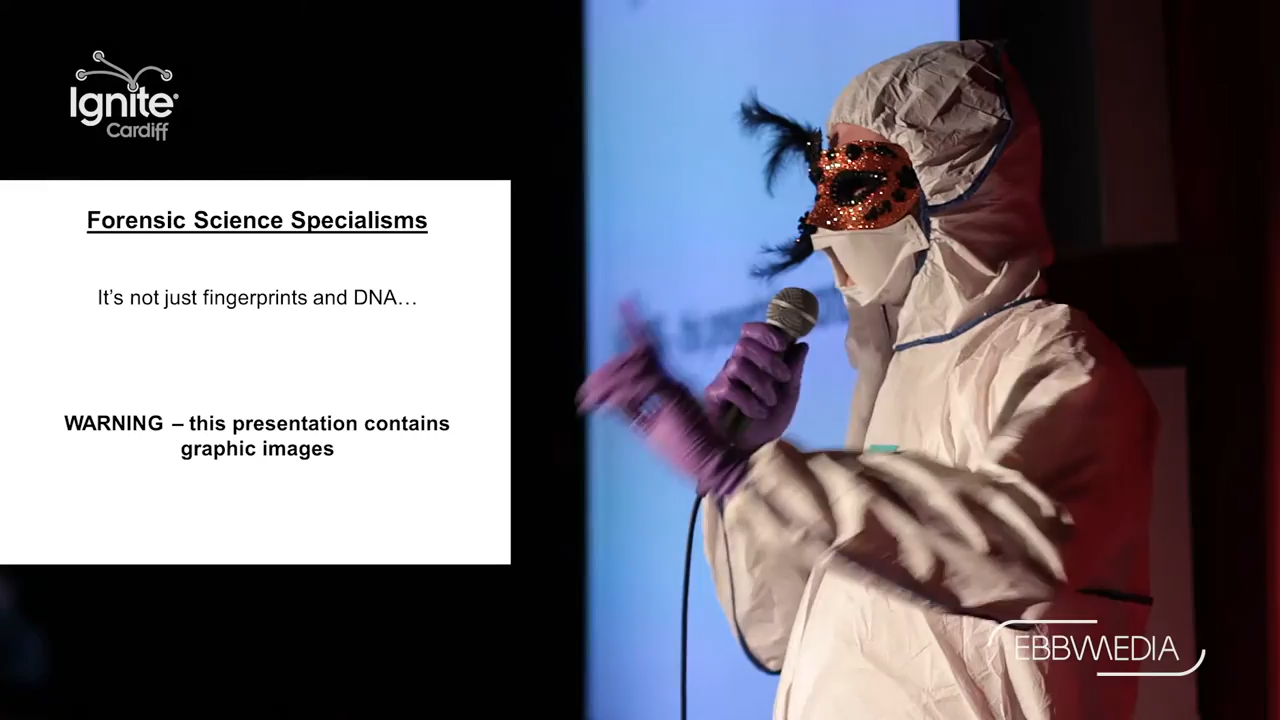 Ignite
Cardiff
Forensic Science Specialisms
It's not just fingerprints and DNA…
WARNING – this presentation contains
graphic images
EBBWMEDIA